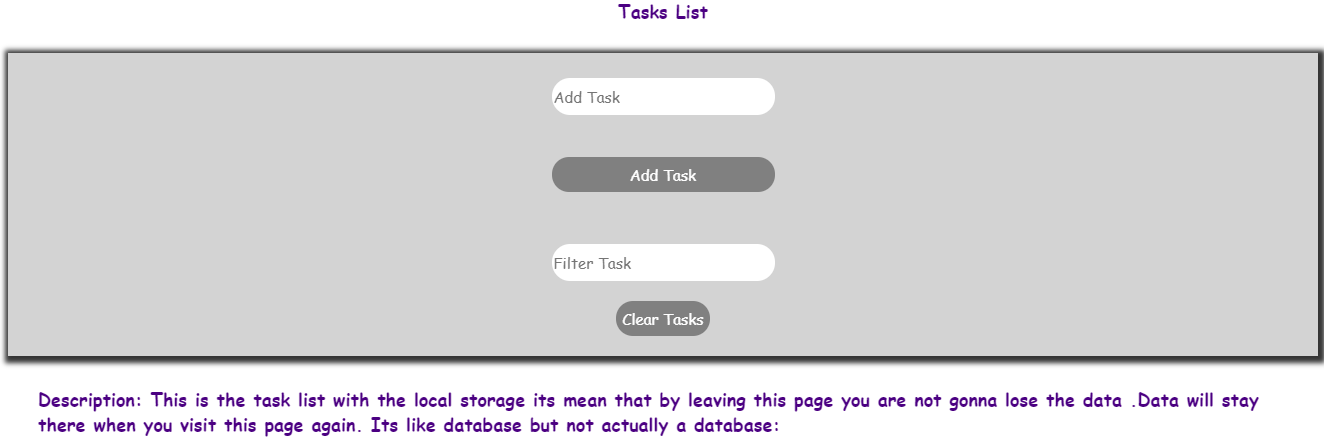 Tasks List
Add Task
Add Task
Filter Task
Clear Tasks
Description: This is the task list with the local storage its mean that by leaving this page you are not gonna lose the data .Data will stay
there when you visit this page again. Its like database but not actually a database: